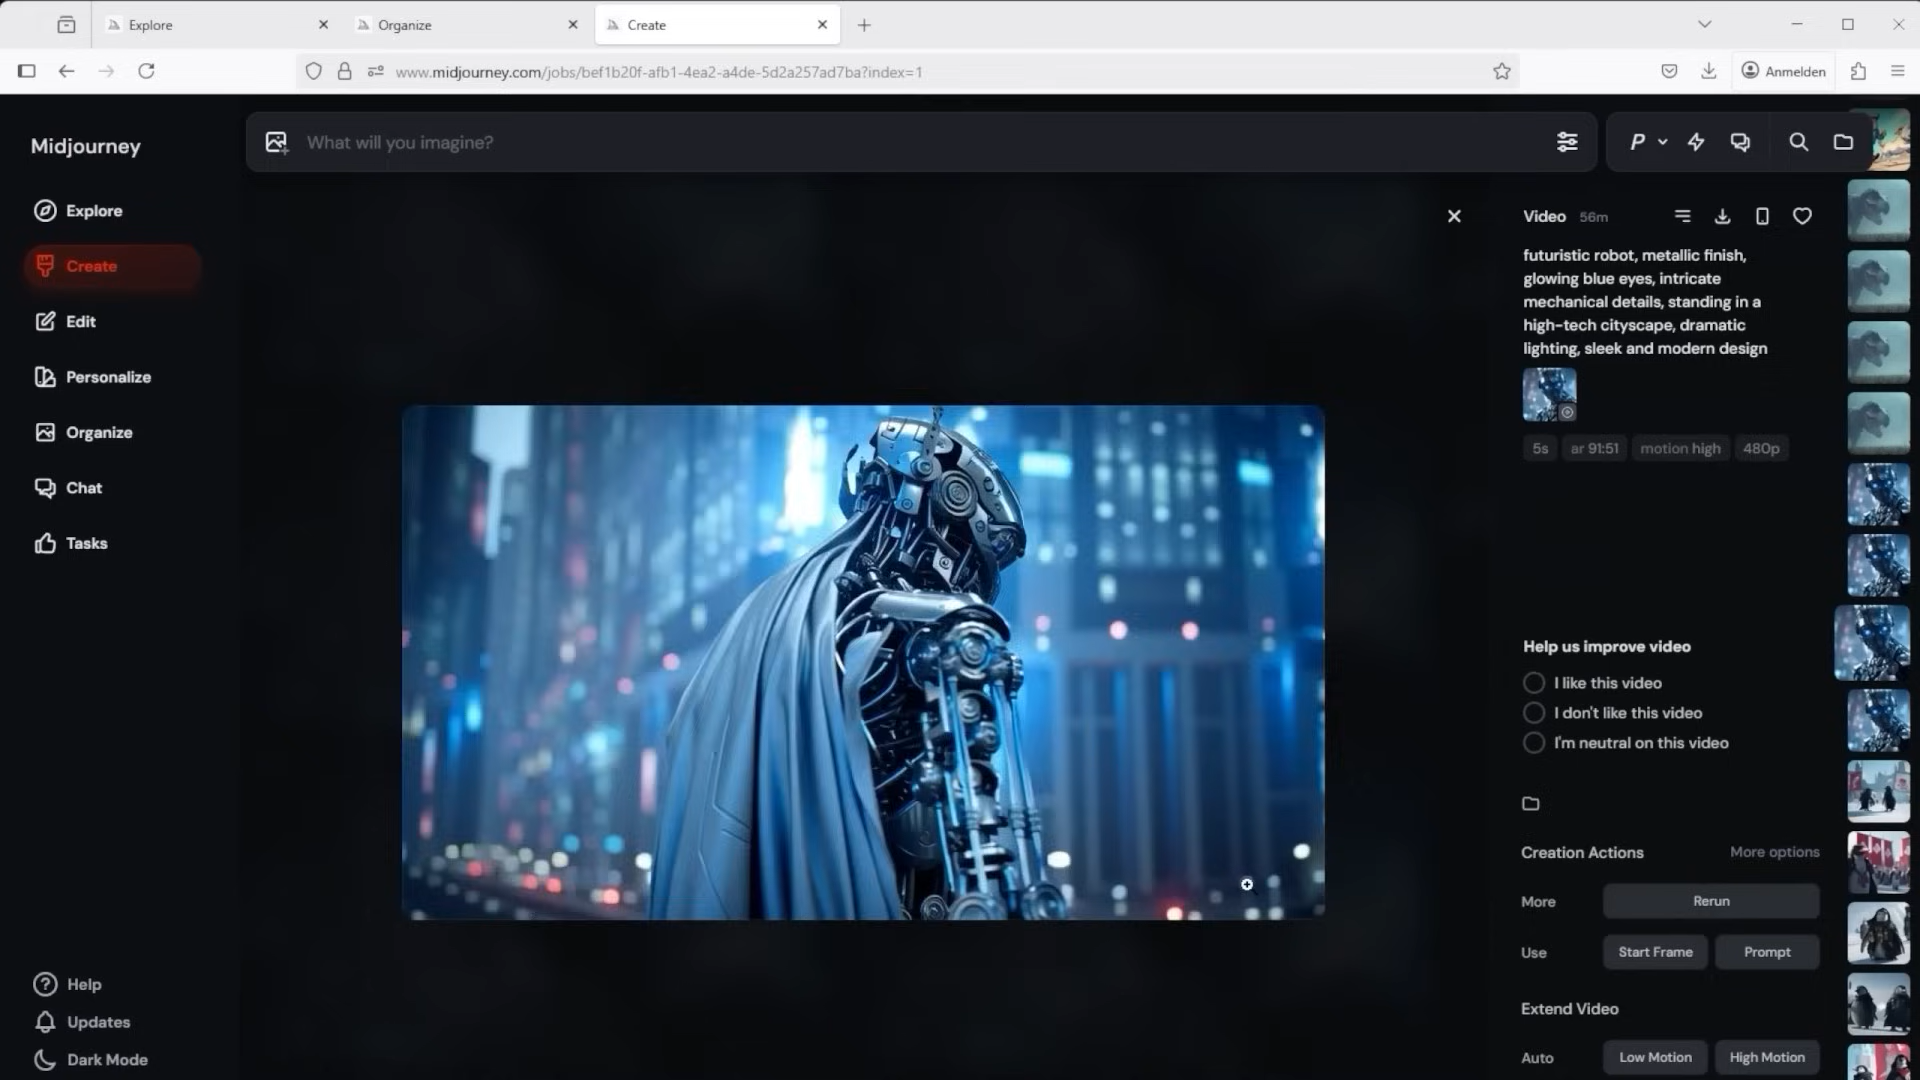 Explore
Organize
Create
www.midjourney.com/jobs/bef1b20f-afb1-4ea2-a4de-5d2a257ad7ba?index=1
Anmelden
Midjourney
What will you imagine?
Explore
Create
Edit
Personalize
Organize
Chat
Tasks
Help
Updates
Dark Mode
Video 56m
futuristic robot, metallic finish,
glowing blue eyes, intricate
mechanical details, standing in a
high-tech cityscape, dramatic
lighting, sleek and modern design
5s ar 91:51 motion high 480p
Help us improve video
I like this video
I don't like this video
I'm neutral on this video
Creation Actions More options
More Rerun
Use Start Frame Prompt
Extend Video
Auto Low Motion High Motion